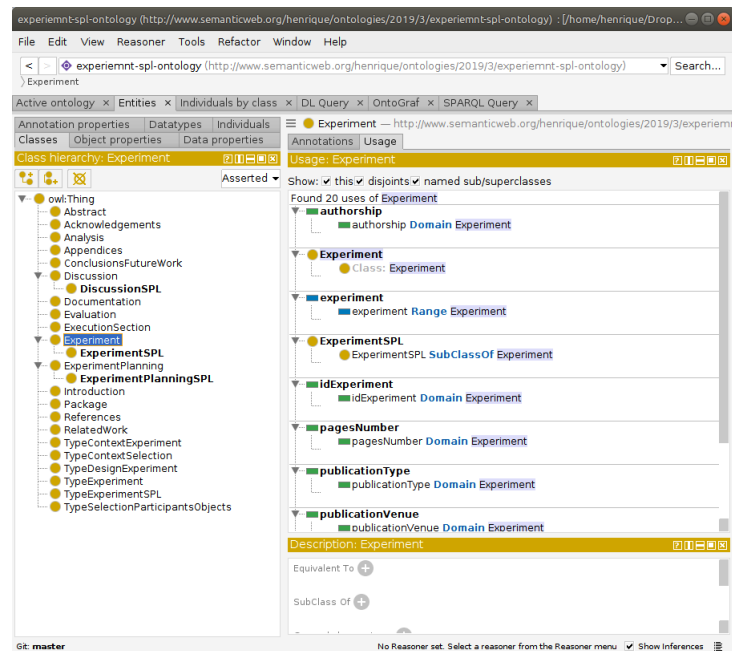 experiemnt-spl-ontology (http://www.semanticweb.org/henrique/ontologies/2019/3/experiemnt-spl-ontology) : [/home/henrique/Drop...
File Edit View Reasoner Tools Refactor Window Help
< > experiemnt-spl-ontology (http://www.semanticweb.org/henrique/ontologies/2019/3/experiemnt-spl-ontology) Search...
Experiment
Active ontology × Entities × Individuals by class × DL Query × OntoGraf × SPARQL Query ×
Annotation properties Datatypes Individuals
Classes Object properties Data properties
Class hierarchy: Experiment
Asserted
owl:Thing
Abstract
Acknowledgements
Analysis
Appendices
ConclusionsFutureWork
Discussion
DiscussionSPL
Documentation
Evaluation
ExecutionSection
Experiment
ExperimentSPL
ExperimentPlanning
ExperimentPlanningSPL
Introduction
Package
References
RelatedWork
TypeContextExperiment
TypeContextSelection
TypeDesignExperiment
TypeExperiment
TypeExperimentSPL
TypeSelectionParticipantsObjects
Experiment — http://www.semanticweb.org/henrique/ontologies/2019/3/experiem
Annotations Usage
Usage: Experiment
Show: this disjoints named sub/superclasses
Found 20 uses of Experiment
authorship
authorship Domain Experiment
Experiment
Class: Experiment
experiment
experiment Range Experiment
ExperimentSPL
ExperimentSPL SubClassOf Experiment
idExperiment
idExperiment Domain Experiment
pagesNumber
pagesNumber Domain Experiment
publicationType
publicationType Domain Experiment
publicationVenue
publicationVenue Domain Experiment
Description: Experiment
Equivalent To
SubClass Of
Git: master
No Reasoner set. Select a reasoner from the Reasoner menu Show Inferences